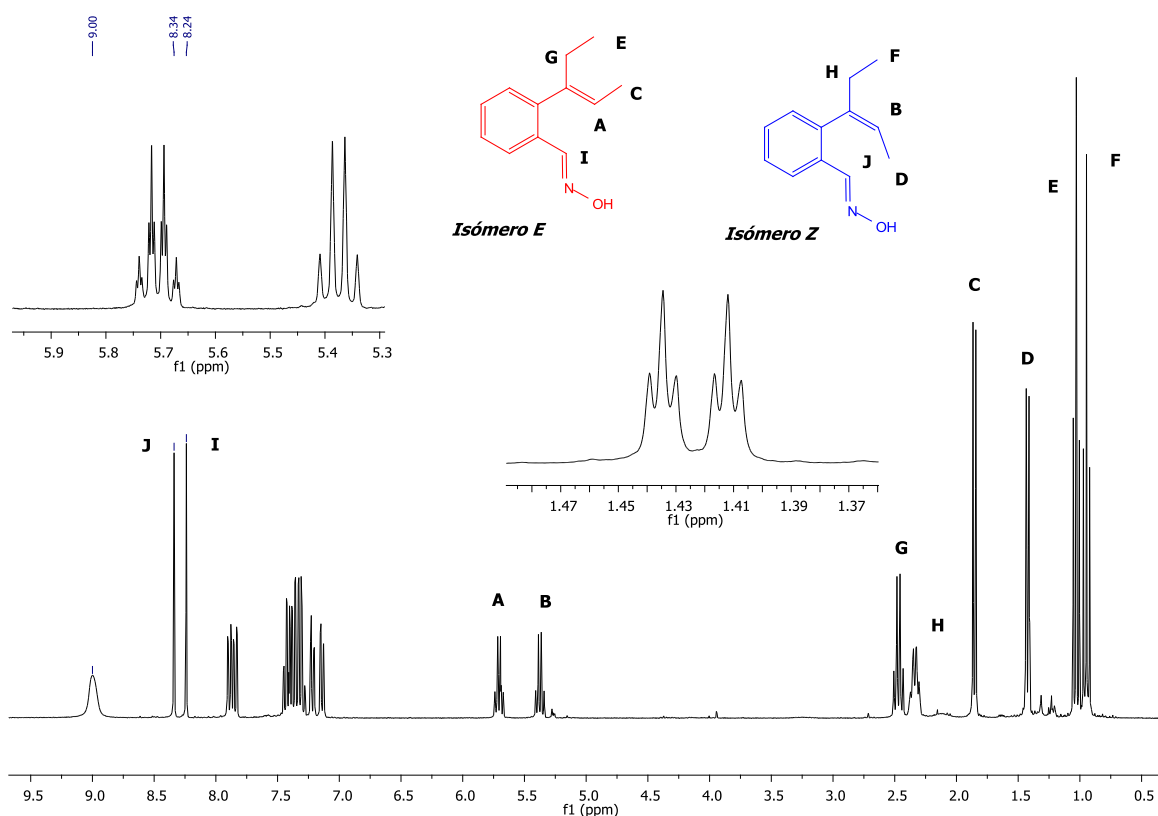 9.00
8.34
8.24
E
G
C
A
I
N
OH
Isómero E
F
H
B
J
D
N
OH
Isómero Z
F
E
C
D
5.9 5.8 5.7 5.6 5.5 5.4 5.3
f1 (ppm)
1.47 1.45 1.43 1.41 1.39 1.37
f1 (ppm)
J I
G
A B
H
9.5 9.0 8.5 8.0 7.5 7.0 6.5 6.0 5.5 5.0 4.5 4.0 3.5 3.0 2.5 2.0 1.5 1.0 0.5
f1 (ppm)